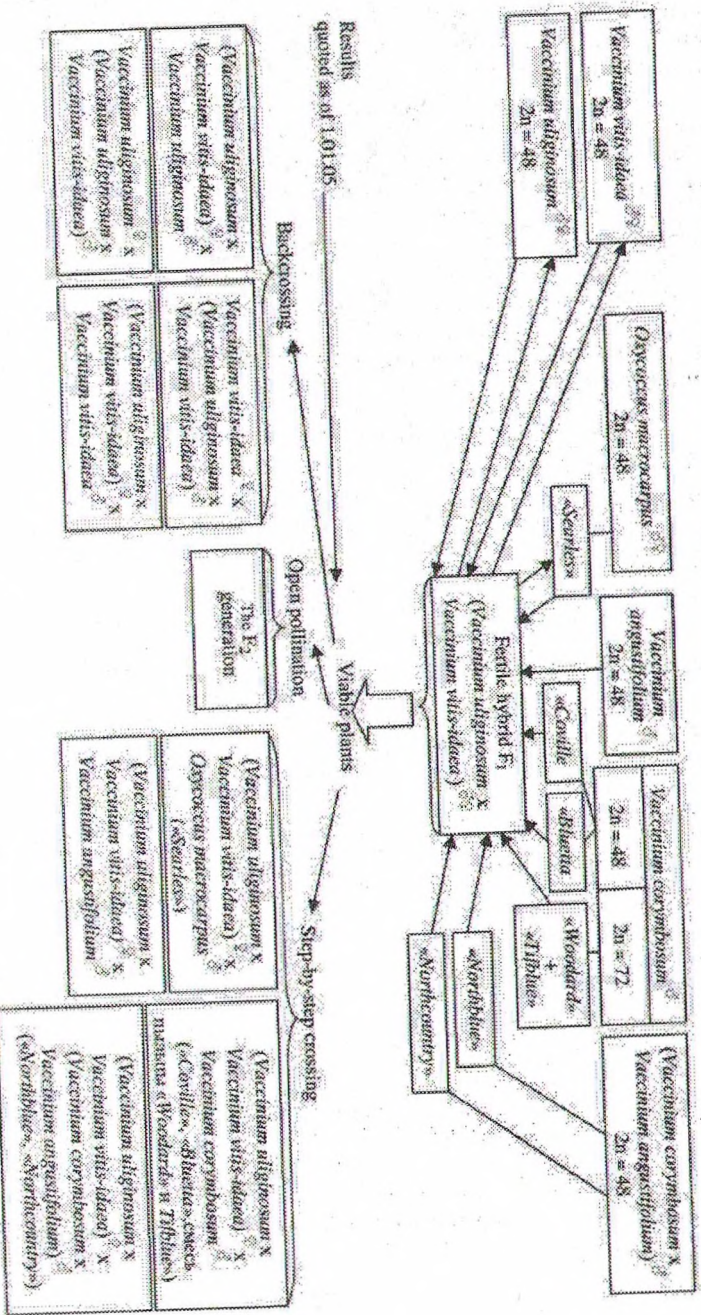 Vaccinium vitis-idaea ♀♂
2n = 48
Vaccinium uliginosum ♀♂
2n = 48
Oxycoccus macrocarpus ♀♂
2n = 48
«Searles»
Vaccinium
angustifolium ♂
2n = 48
Vaccinium corymbosum ♂
2n = 48
2n = 72
«Coville
«Bluetta
«Woodard»
+
«Tifblue»
(Vaccinium corymbosum x
Vaccinium angustifolium) ♂
2n = 48
«Northblue»
«Northcountry»
Fertile hybrid F₁
(Vaccinium uliginosum x
Vaccinium vitis-idaea) ♀♂
Results
quoted as of 1.01.05
Viable plants
Backcrossing
(Vaccinium uliginosum x
Vaccinium vitis-idaea) ♀ x
Vaccinium uliginosum ♂
Vaccinium uliginosum ♀ x
(Vaccinium uliginosum x
Vaccinium vitis-idaea) ♂
Vaccinium vitis-idaea ♀ x
(Vaccinium uliginosum x
Vaccinium vitis-idaea) ♂
(Vaccinium uliginosum x
Vaccinium vitis-idaea) ♀ x
Vaccinium vitis-idaea ♂
Open pollination
The F₂
generation
Step-by-step crossing
(Vaccinium uliginosum x
Vaccinium vitis-idaea) ♀ x
Oxycoccus macrocarpus ♂
(«Searles»)
(Vaccinium uliginosum x
Vaccinium vitis-idaea) ♀ x
Vaccinium angustifolium ♂
(Vaccinium uliginosum x
Vaccinium vitis-idaea) ♀ x
Vaccinium corymbosum ♂
(«Coville», «Bluetta» смесь
пыльцы «Woodard» и Tifblue»)
(Vaccinium uliginosum x
Vaccinium vitis-idaea) ♀ x
(Vaccinium corymbosum x
Vaccinium angustifolium) ♂
(«Northblue», «Northcountry»)